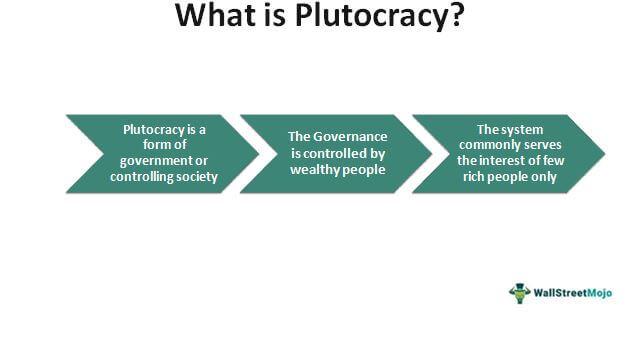 What is Plutocracy?
Plutocracy is a
form of
government or
controlling society
The Governance
is controlled by
wealthy people
The system
commonly serves
the interest of few
rich people only
WallStreetMojo